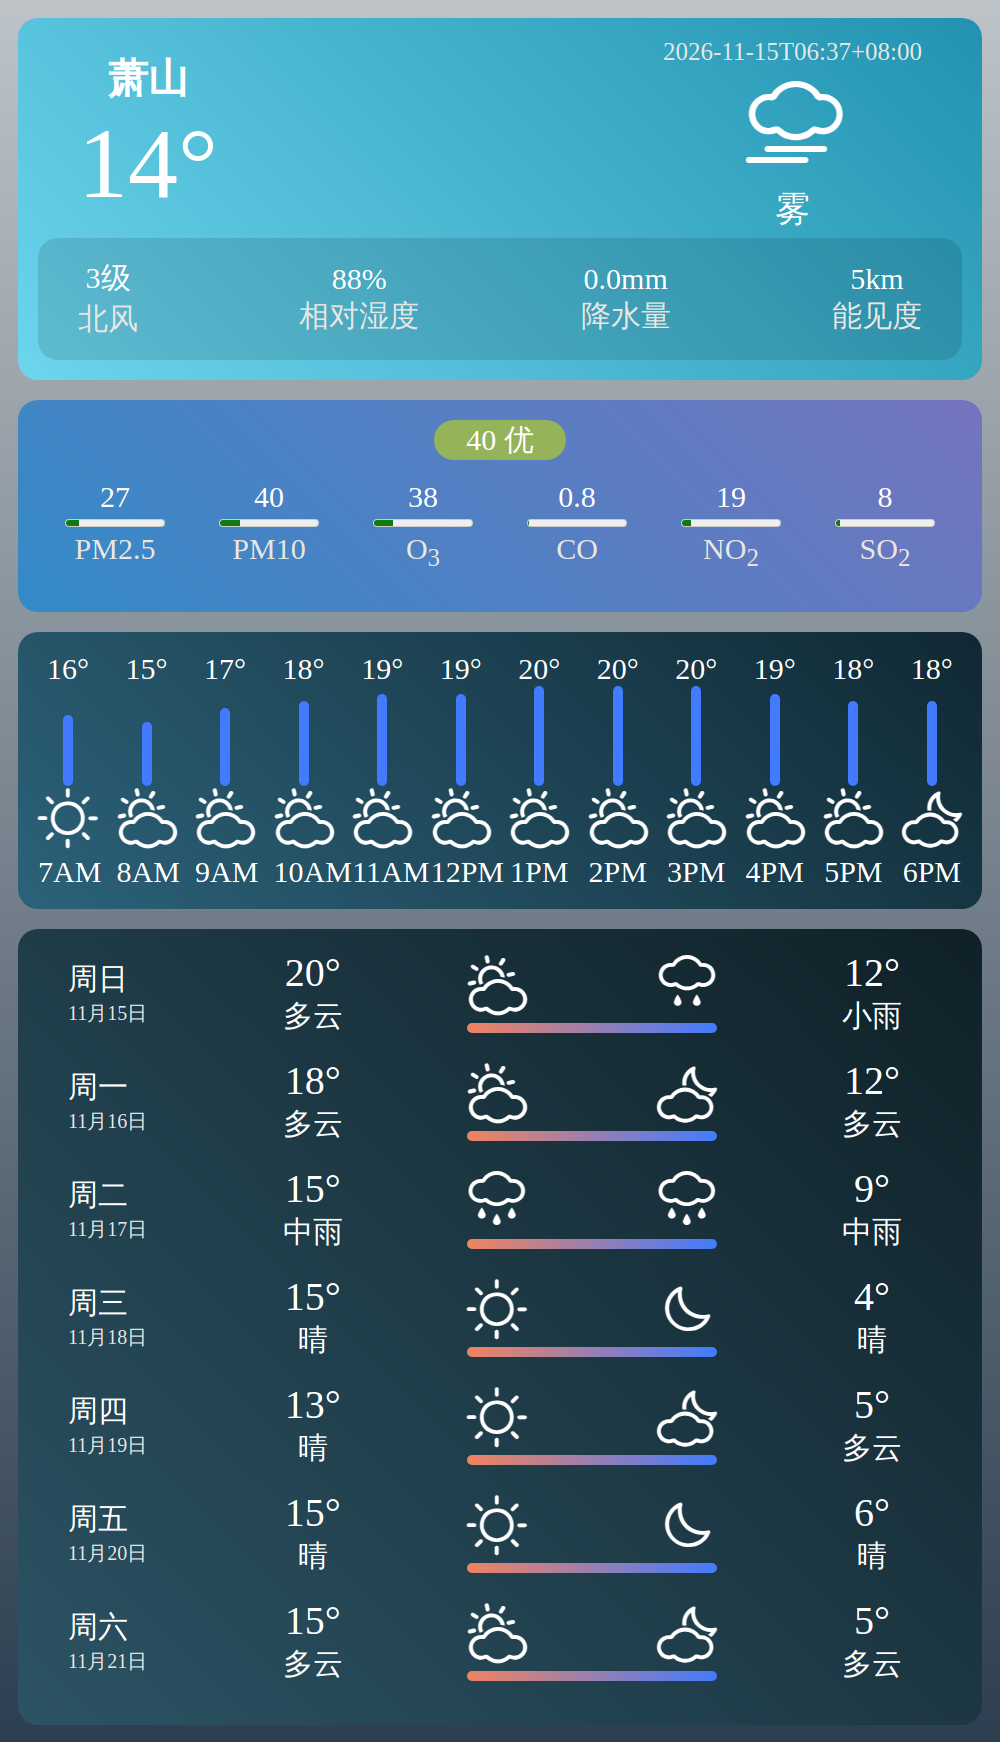 萧山
2026-11-15T06:37+08:00
14°
雾
3级 88% 0.0mm 5km
北风 相对湿度 降水量 能见度
40 优
27 40 38 0.8 19 8
PM2.5 PM10 O3 CO NO2 SO2
16° 15° 17° 18° 19° 19° 20° 20° 20° 19° 18° 18°
7AM 8AM 9AM 10AM 11AM 12PM 1PM 2PM 3PM 4PM 5PM 6PM
周日 20° 12°
11月15日 多云 小雨
周一 18° 12°
11月16日 多云 多云
周二 15° 9°
11月17日 中雨 中雨
周三 15° 4°
11月18日 晴 晴
周四 13° 5°
11月19日 晴 多云
周五 15° 6°
11月20日 晴 晴
周六 15° 5°
11月21日 多云 多云